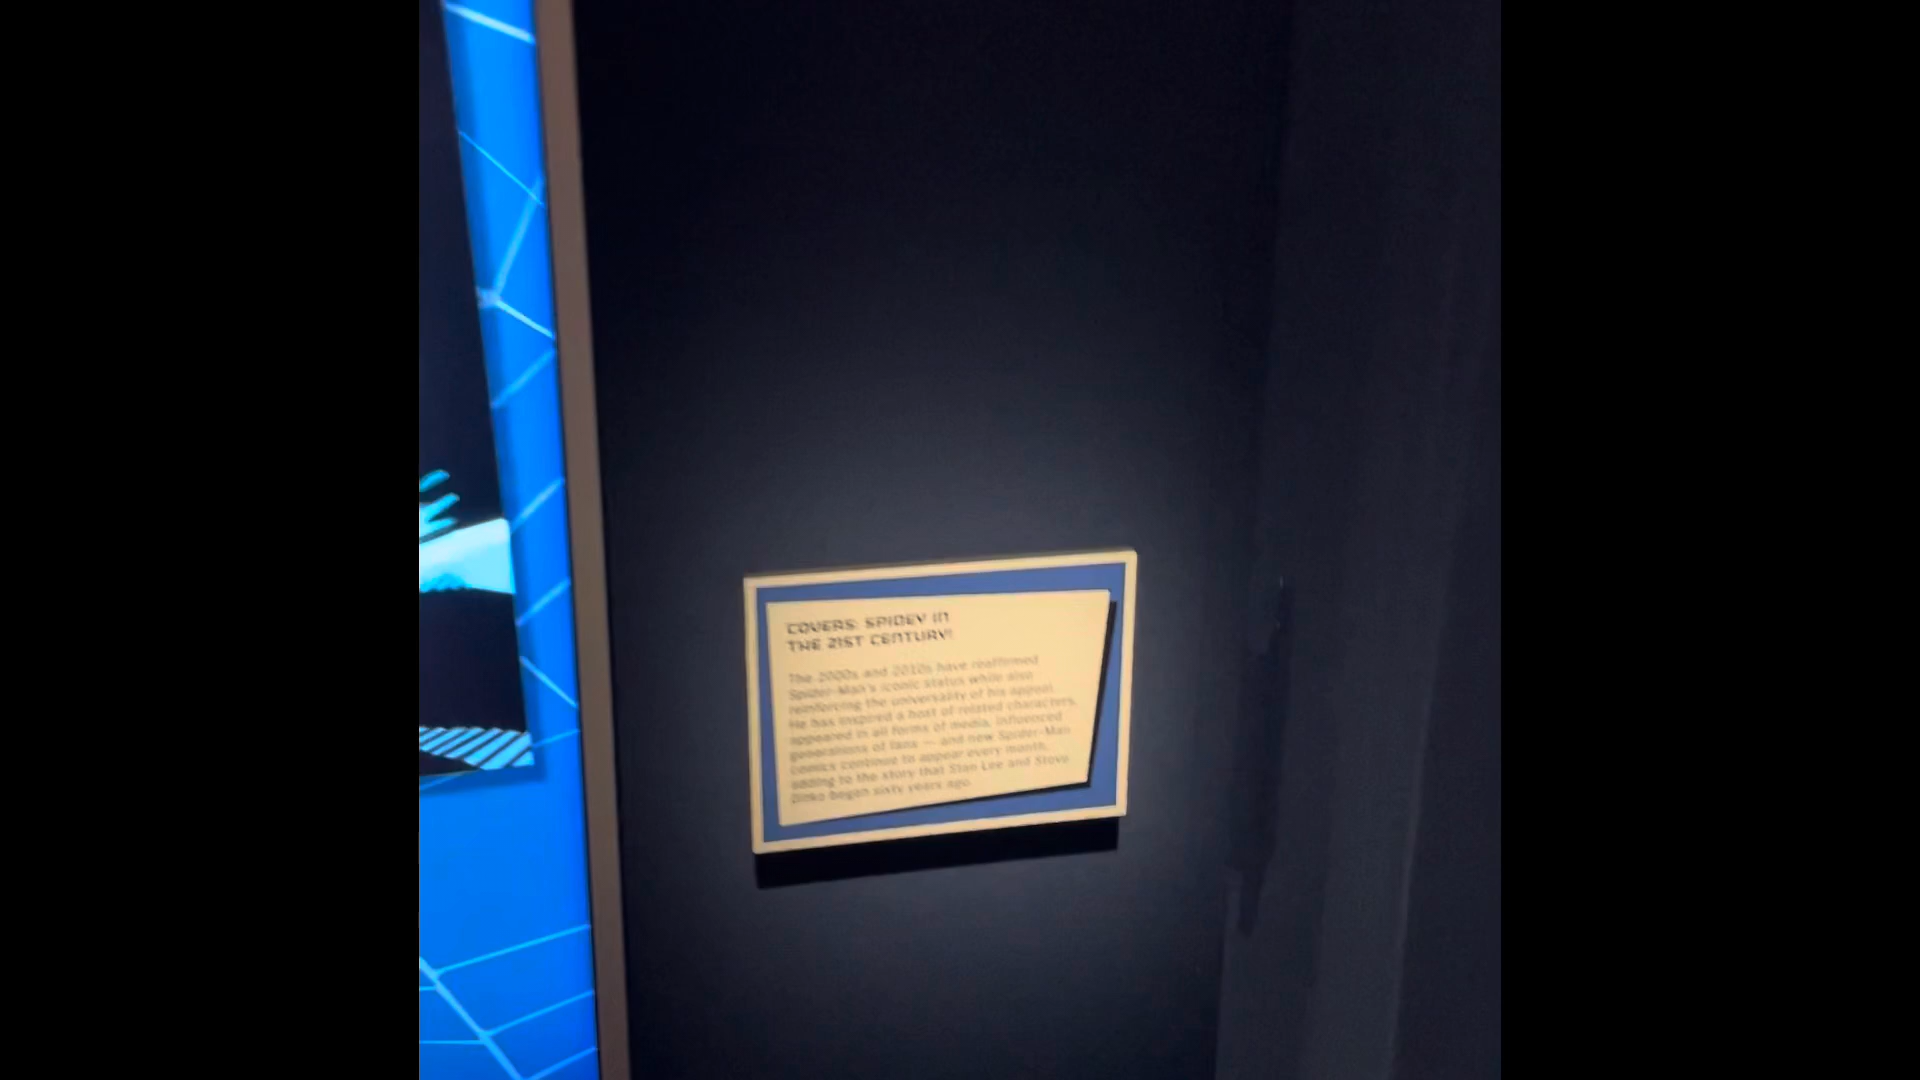 COVERS: SPIDEY IN
THE 21ST CENTURY!
The 2000s and 2010s have reaffirmed
Spider-Man's iconic status while also
reinforcing the universality of his appeal.
He has inspired a host of related characters,
appeared in all forms of media, influenced
generations of fans — and new Spider-Man
comics continue to appear every month,
adding to the story that Stan Lee and Steve
Ditko began sixty years ago.